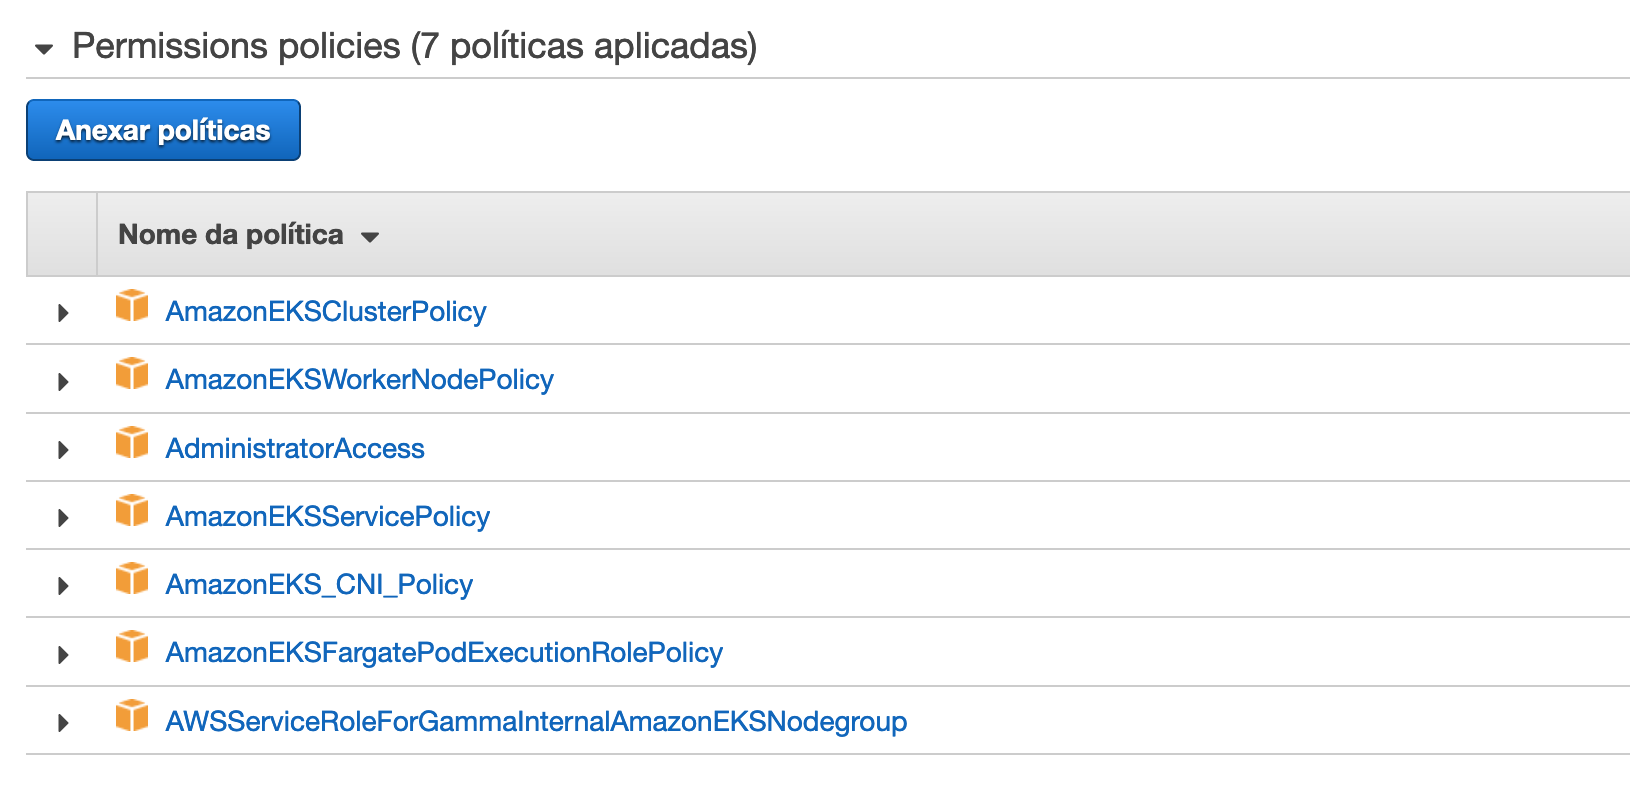 Permissions policies (7 políticas aplicadas)
Anexar políticas
Nome da política
AmazonEKSClusterPolicy
AmazonEKSWorkerNodePolicy
AdministratorAccess
AmazonEKSServicePolicy
AmazonEKS_CNI_Policy
AmazonEKSFargatePodExecutionRolePolicy
AWSServiceRoleForGammaInternalAmazonEKSNodegroup